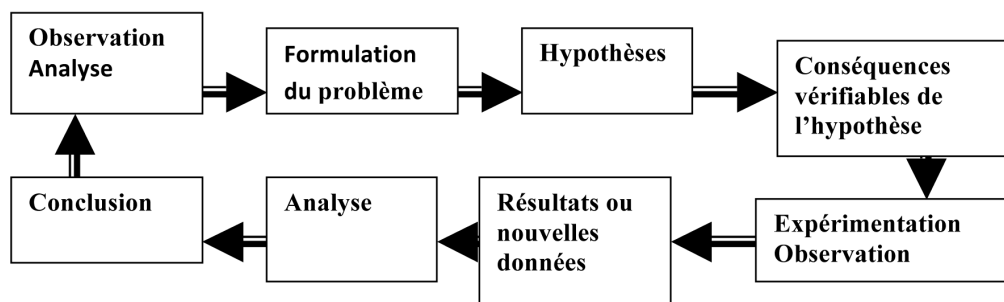 Observation
Analyse
Formulation
du problème
Hypothèses
Conséquences
vérifiables de
l’hypothèse
Expérimentation
Observation
Résultats ou
nouvelles
données
Analyse
Conclusion